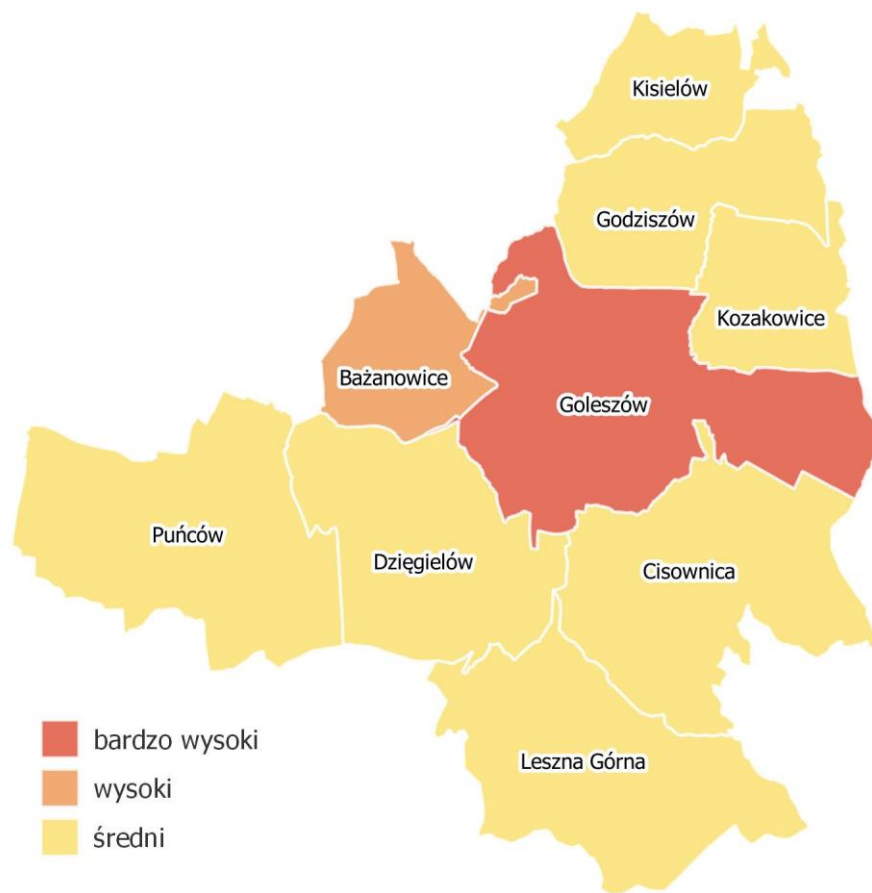 Kisielów
Godziszów
Kozakowice
Bażanowice
Goleszów
Puńców
Dzięgielów
Cisownica
Leszna Górna
bardzo wysoki
wysoki
średni